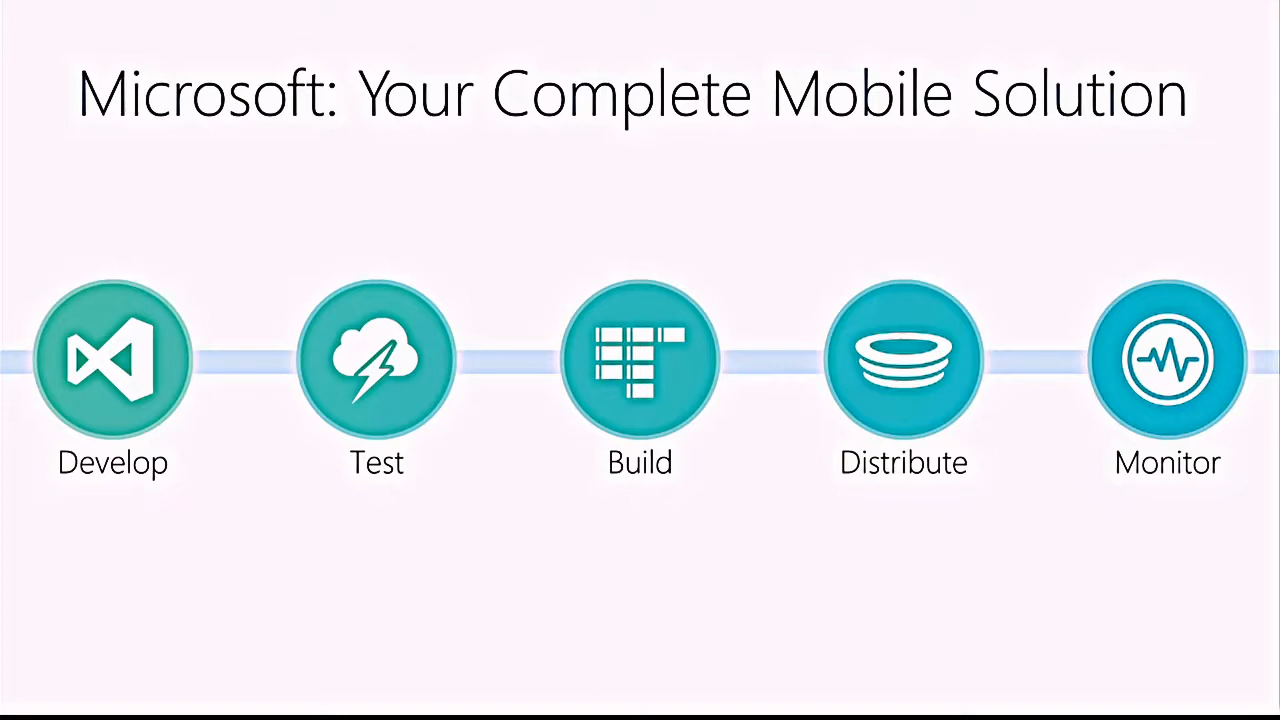 Microsoft: Your Complete Mobile Solution
Develop
Test
Build
Distribute
Monitor